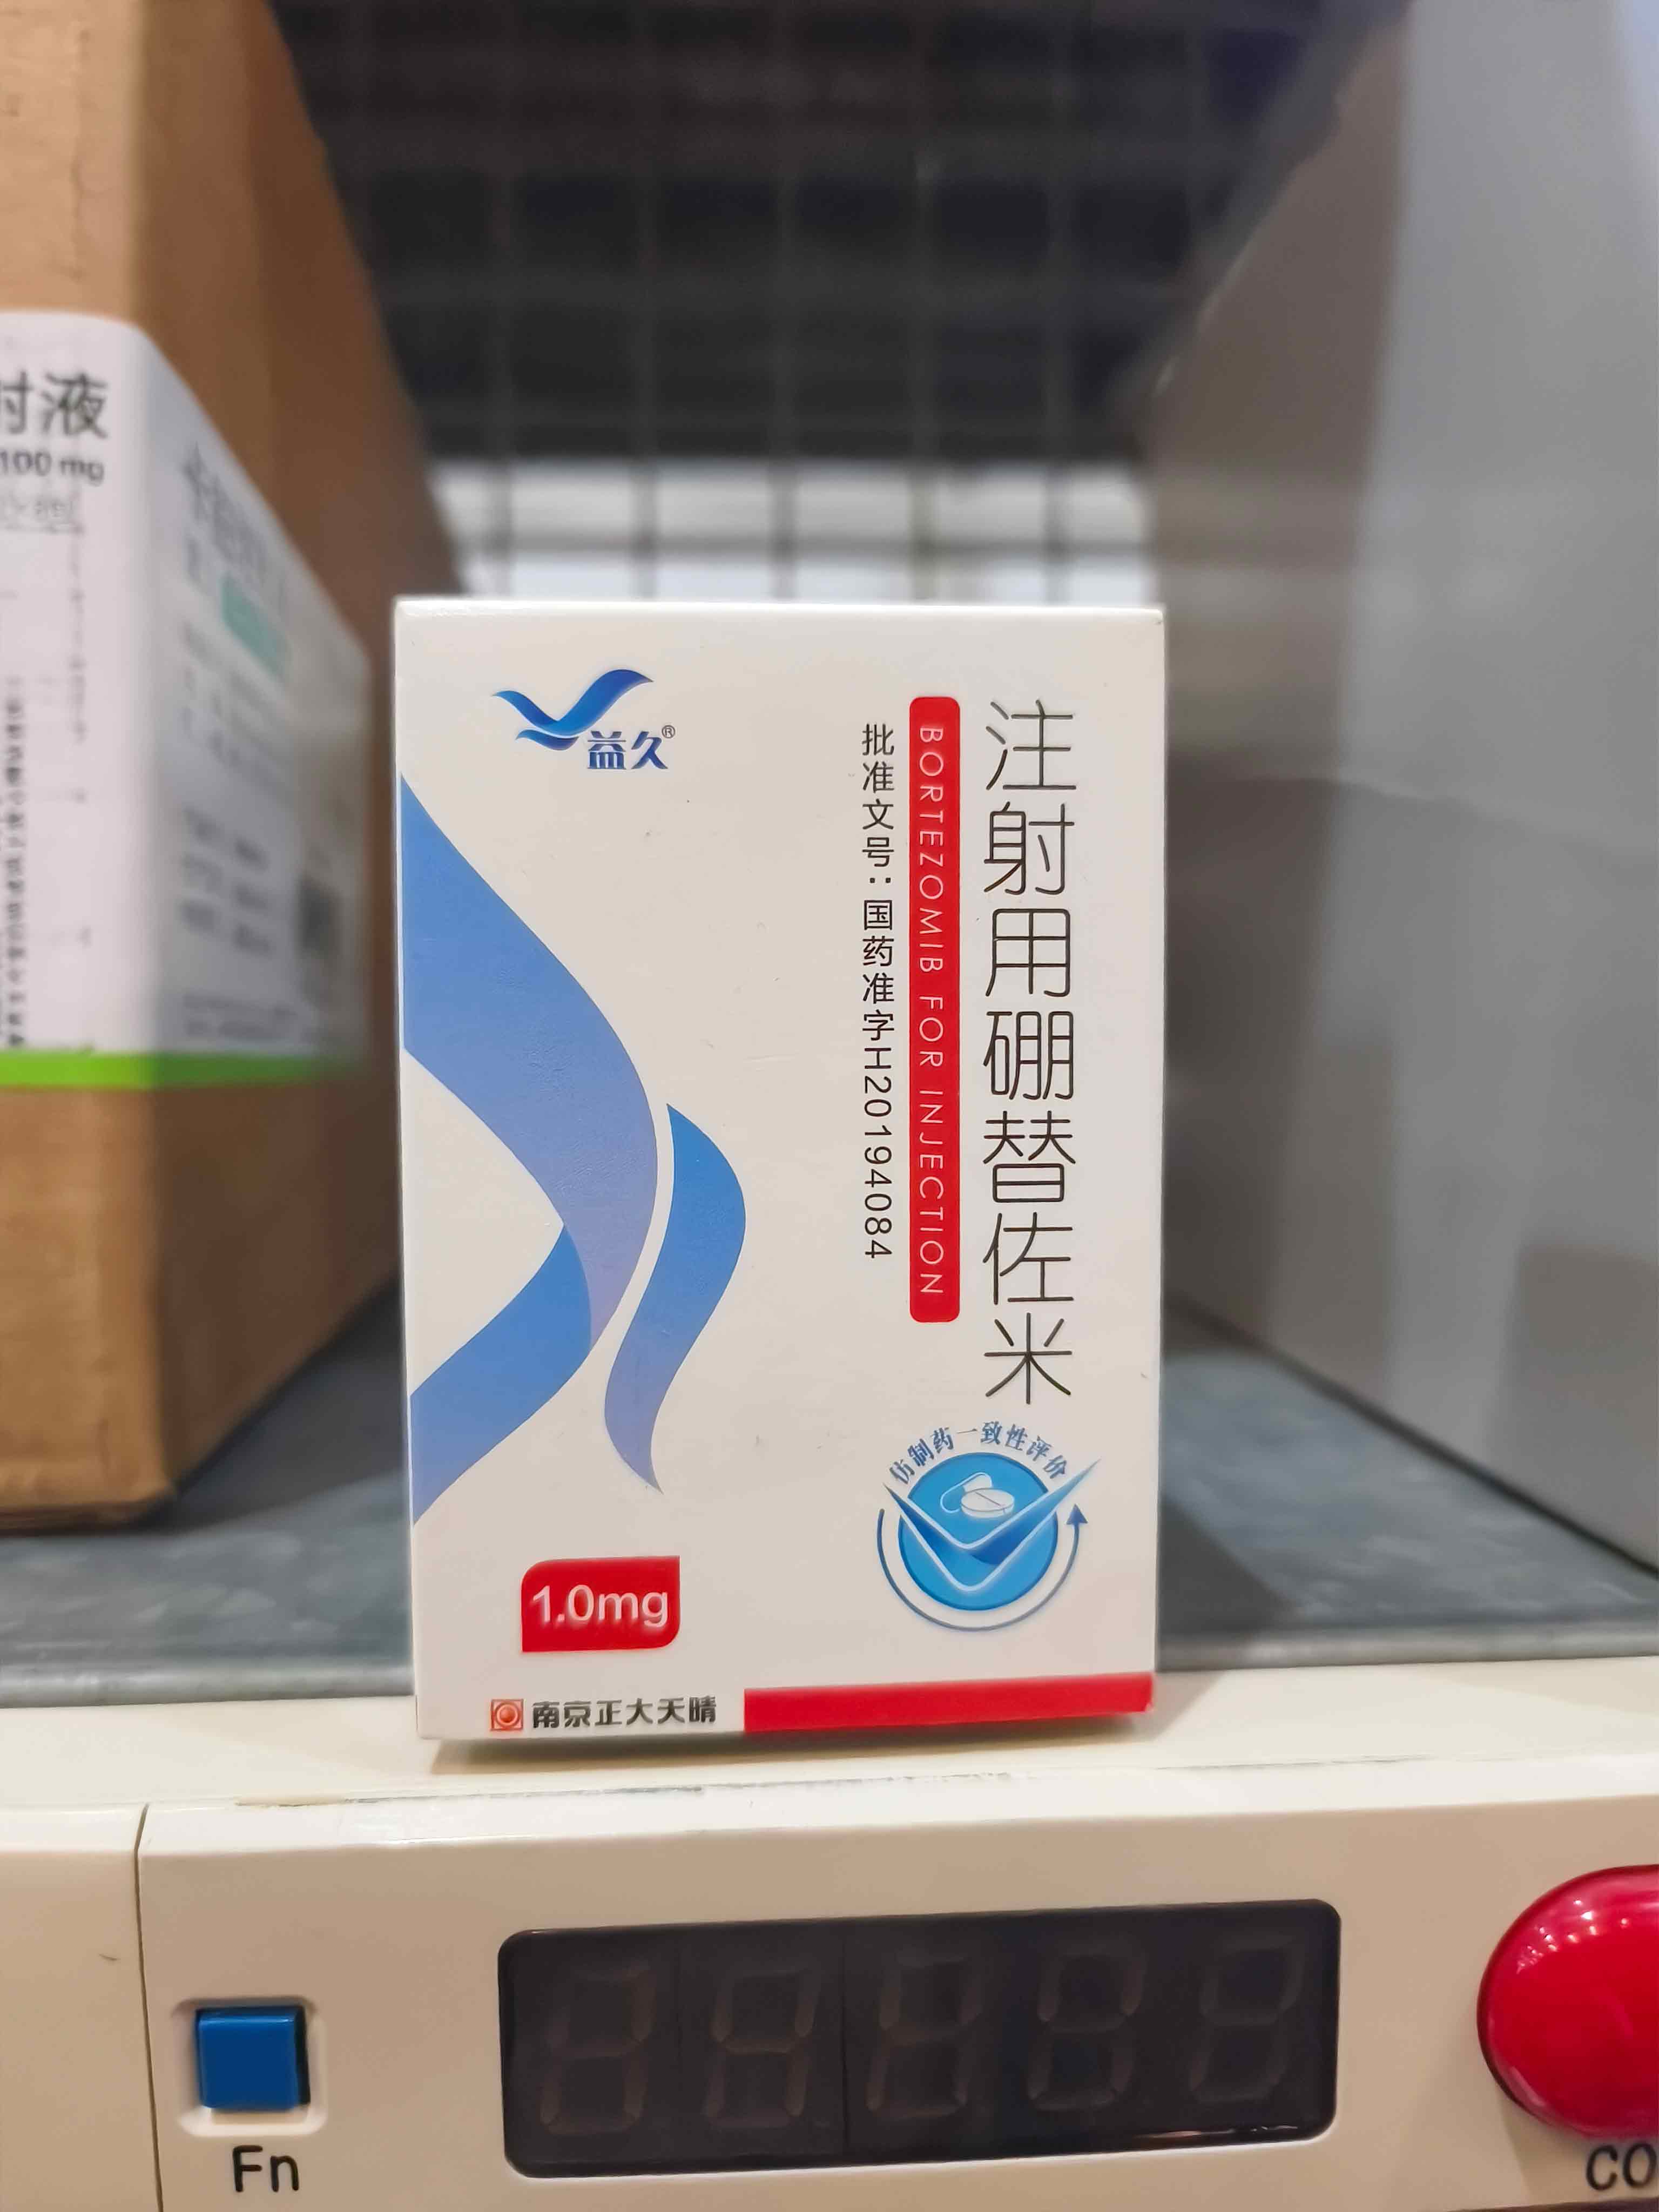 射液
100 mg
益久®
注射用硼替佐米
BORTEZOMIB FOR INJECTION
批准文号：国药准字H20194084
仿制药一致性评价
1.0mg
南京正大天晴
Fn
CO